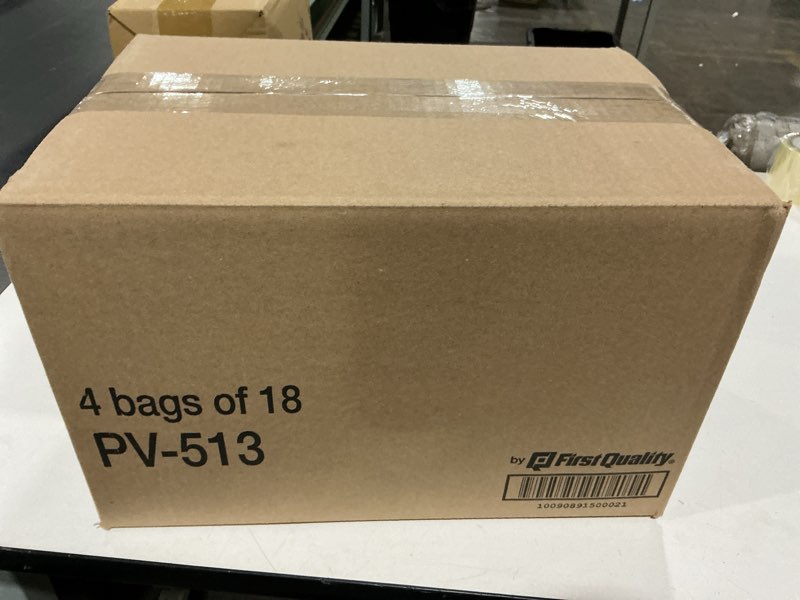 4 bags of 18
PV-513
by First Quality®
10090891500021